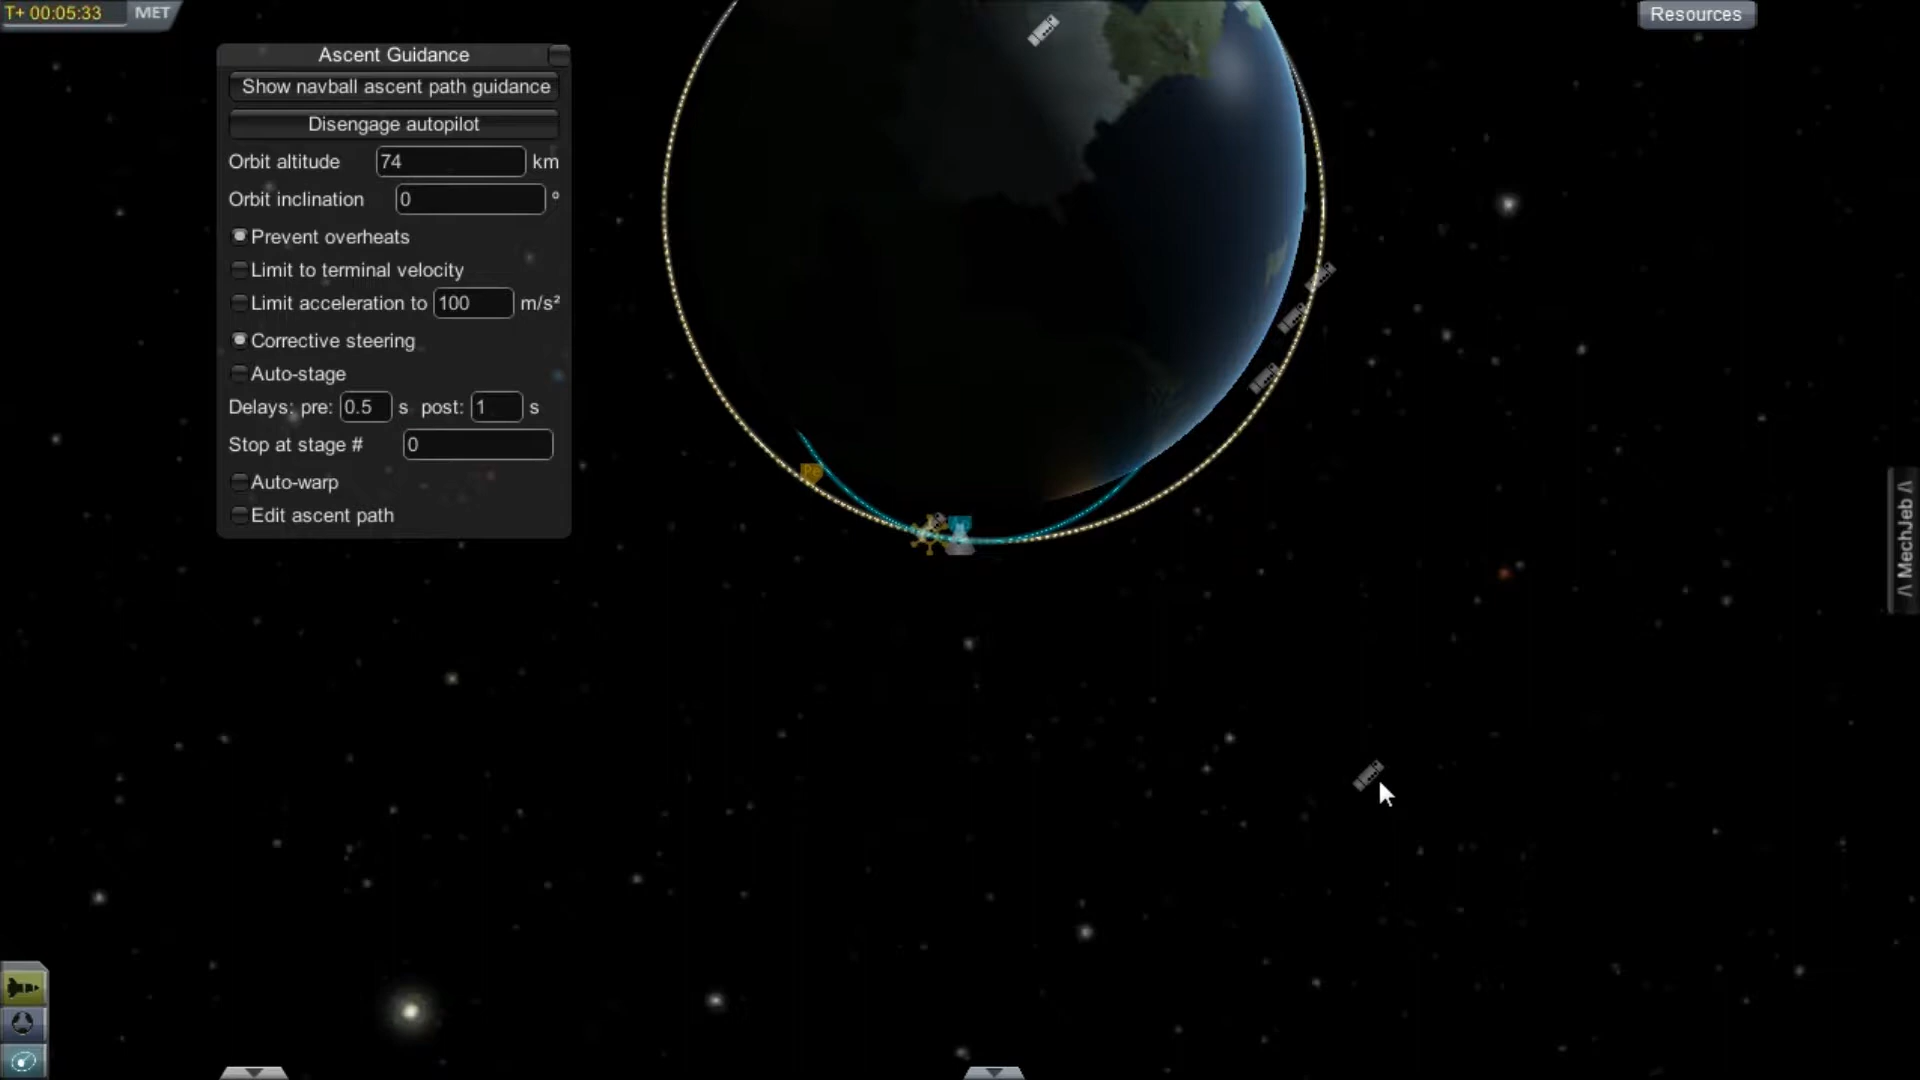 T+ 00:05:33 MET
Resources
Ascent Guidance
Show navball ascent path guidance
Disengage autopilot
Orbit altitude 74 km
Orbit inclination 0 º
Prevent overheats
Limit to terminal velocity
Limit acceleration to 100 m/s²
Corrective steering
Auto-stage
Delays: pre: 0.5 s post: 1 s
Stop at stage # 0
Auto-warp
Edit ascent path
Pe
/\ MechJeb /\